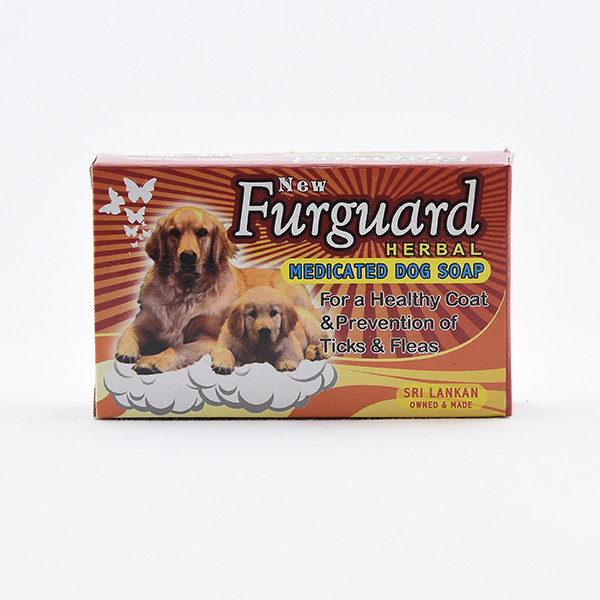 New
Furguard
HERBAL
MEDICATED DOG SOAP
For a Healthy Coat
&Prevention of
Ticks & Fleas
SRI LANKAN
OWNED & MADE